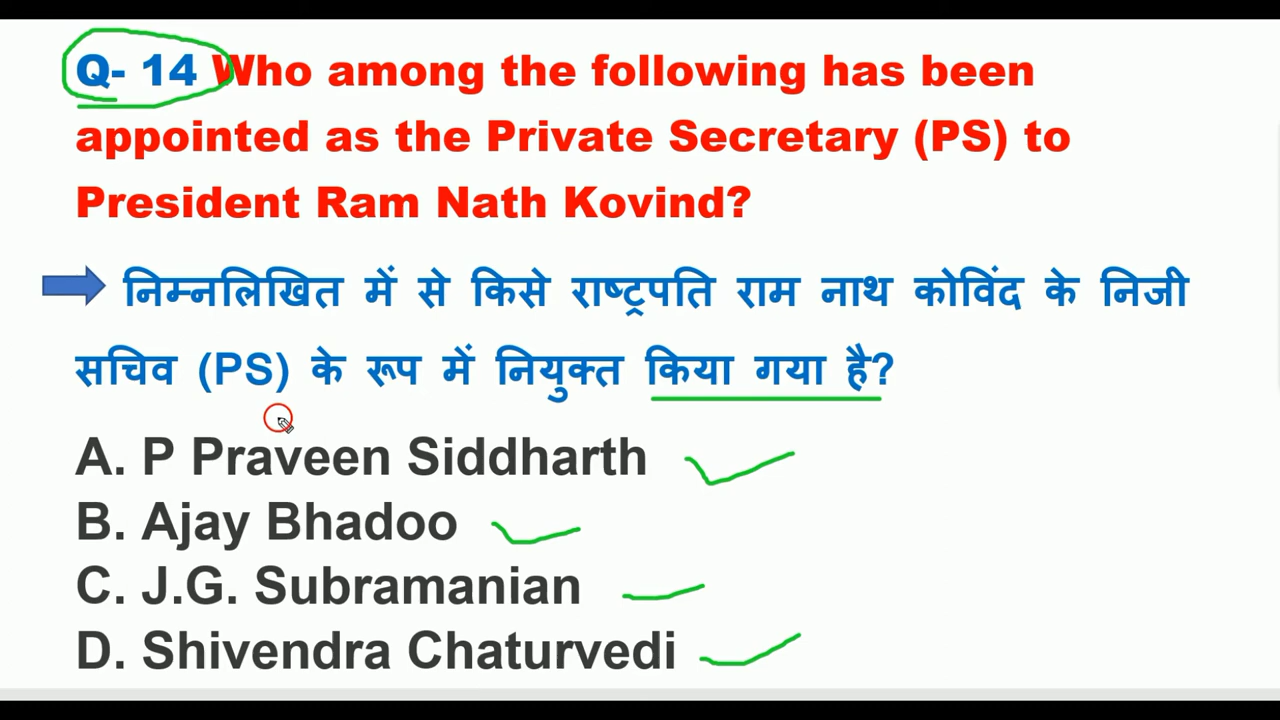 Q- 14 Who among the following has been
appointed as the Private Secretary (PS) to
President Ram Nath Kovind?
निम्नलिखित में से किसे राष्ट्रपति राम नाथ कोविंद के निजी
सचिव (PS) के रूप में नियुक्त किया गया है?
A. P Praveen Siddharth
B. Ajay Bhadoo
C. J.G. Subramanian
D. Shivendra Chaturvedi